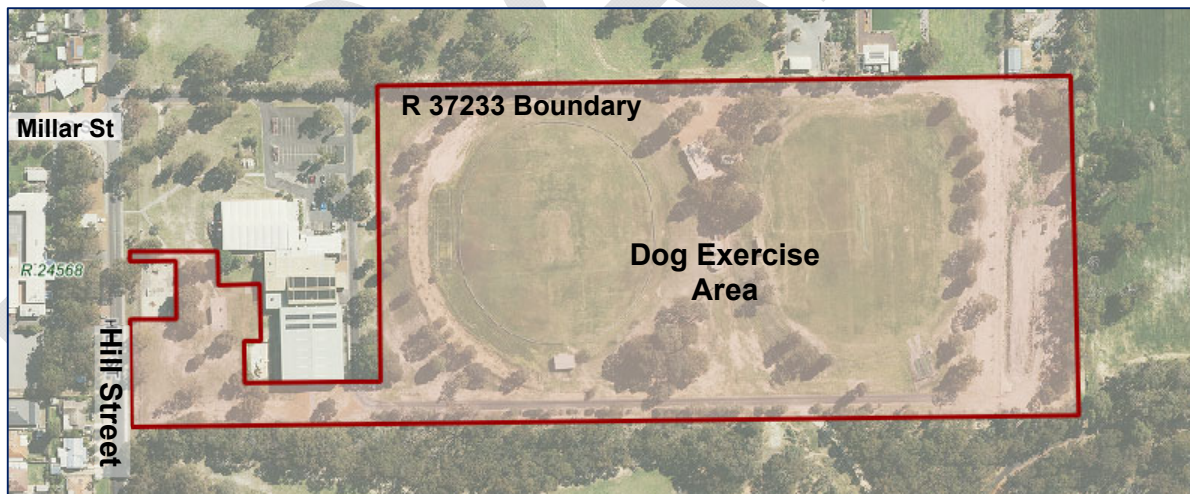 R 37233 Boundary
Millar St
Dog Exercise
Area
R 24568
Hill Street